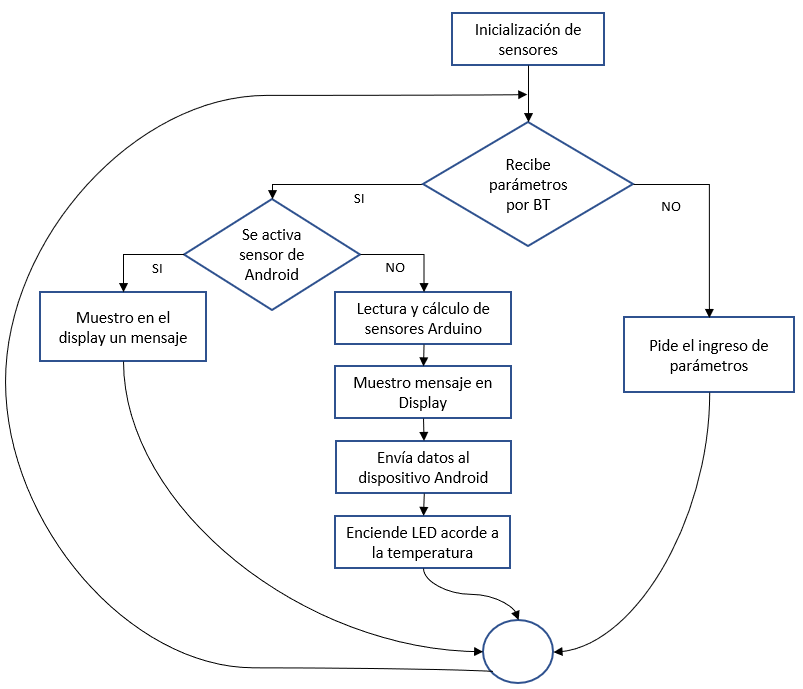 Inicialización de
sensores
Recibe
parámetros
por BT
SI
NO
Se activa
sensor de
Android
SI
NO
Muestro en el
display un mensaje
Lectura y cálculo de
sensores Arduino
Pide el ingreso de
parámetros
Muestro mensaje en
Display
Envía datos al
dispositivo Android
Enciende LED acorde a
la temperatura